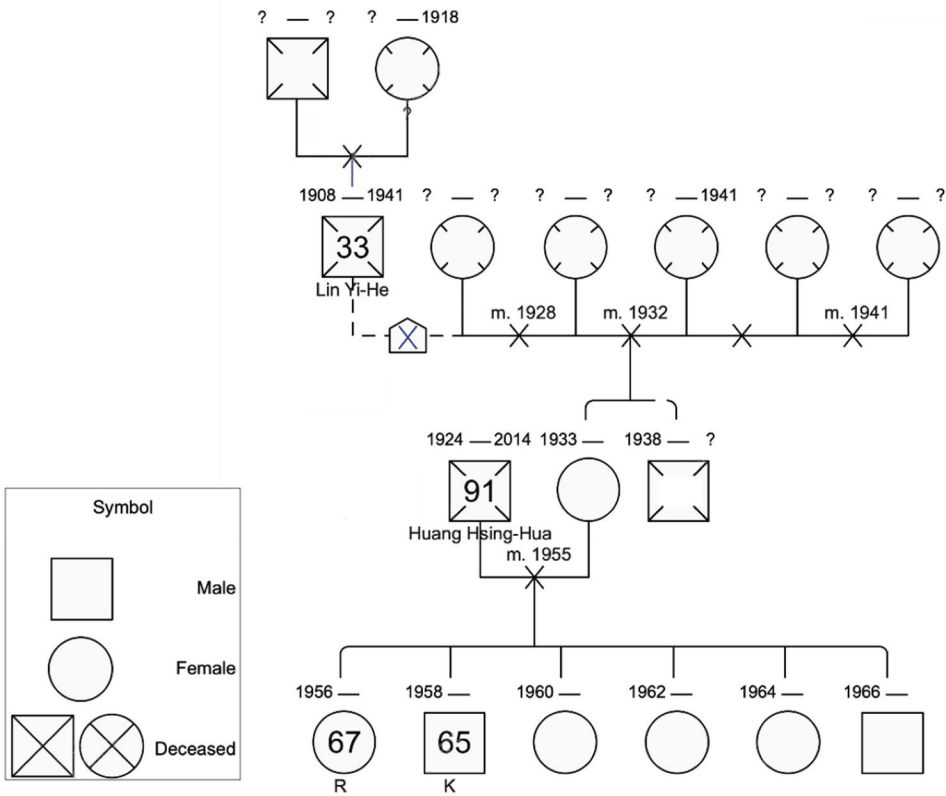 ? — ? ? — 1918
?
1908 — 1941 ? — ? ? — ? ? — 1941 ? — ? ? — ?
33
Lin Yi-He
m. 1928 m. 1932 m. 1941
1924 — 2014 1933 — 1938 — ?
91
Huang Hsing-Hua
m. 1955
1956 — 1958 — 1960 — 1962 — 1964 — 1966 —
67 65
R K
Symbol
Male
Female
Deceased